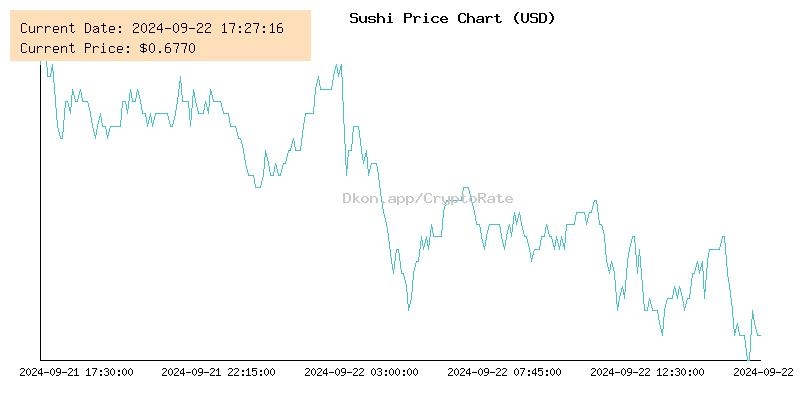 Sushi Price Chart (USD)
Current Date: 2024-09-22 17:27:16
Current Price: $0.6770
Dkon.app/CryptoRate
2024-09-21 17:30:00 2024-09-21 22:15:00 2024-09-22 03:00:00 2024-09-22 07:45:00 2024-09-22 12:30:00 2024-09-22